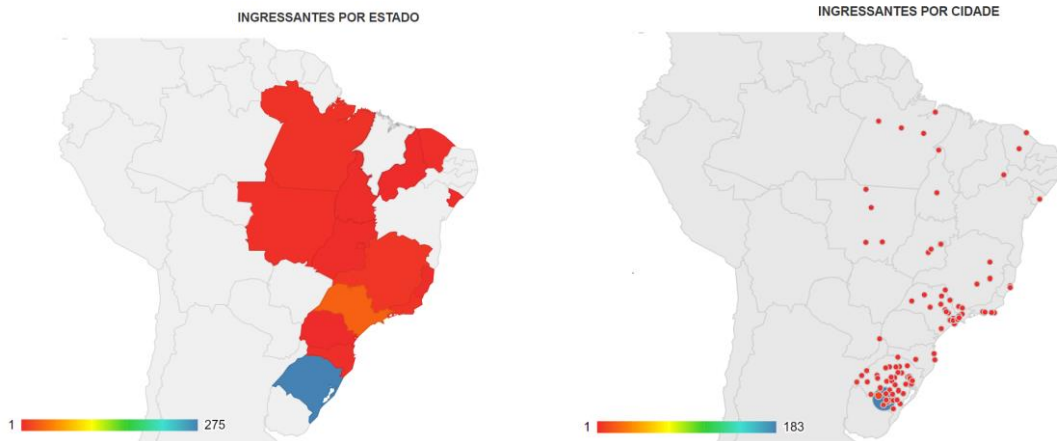 INGRESSANTES POR ESTADO
1 275
INGRESSANTES POR CIDADE
1 183